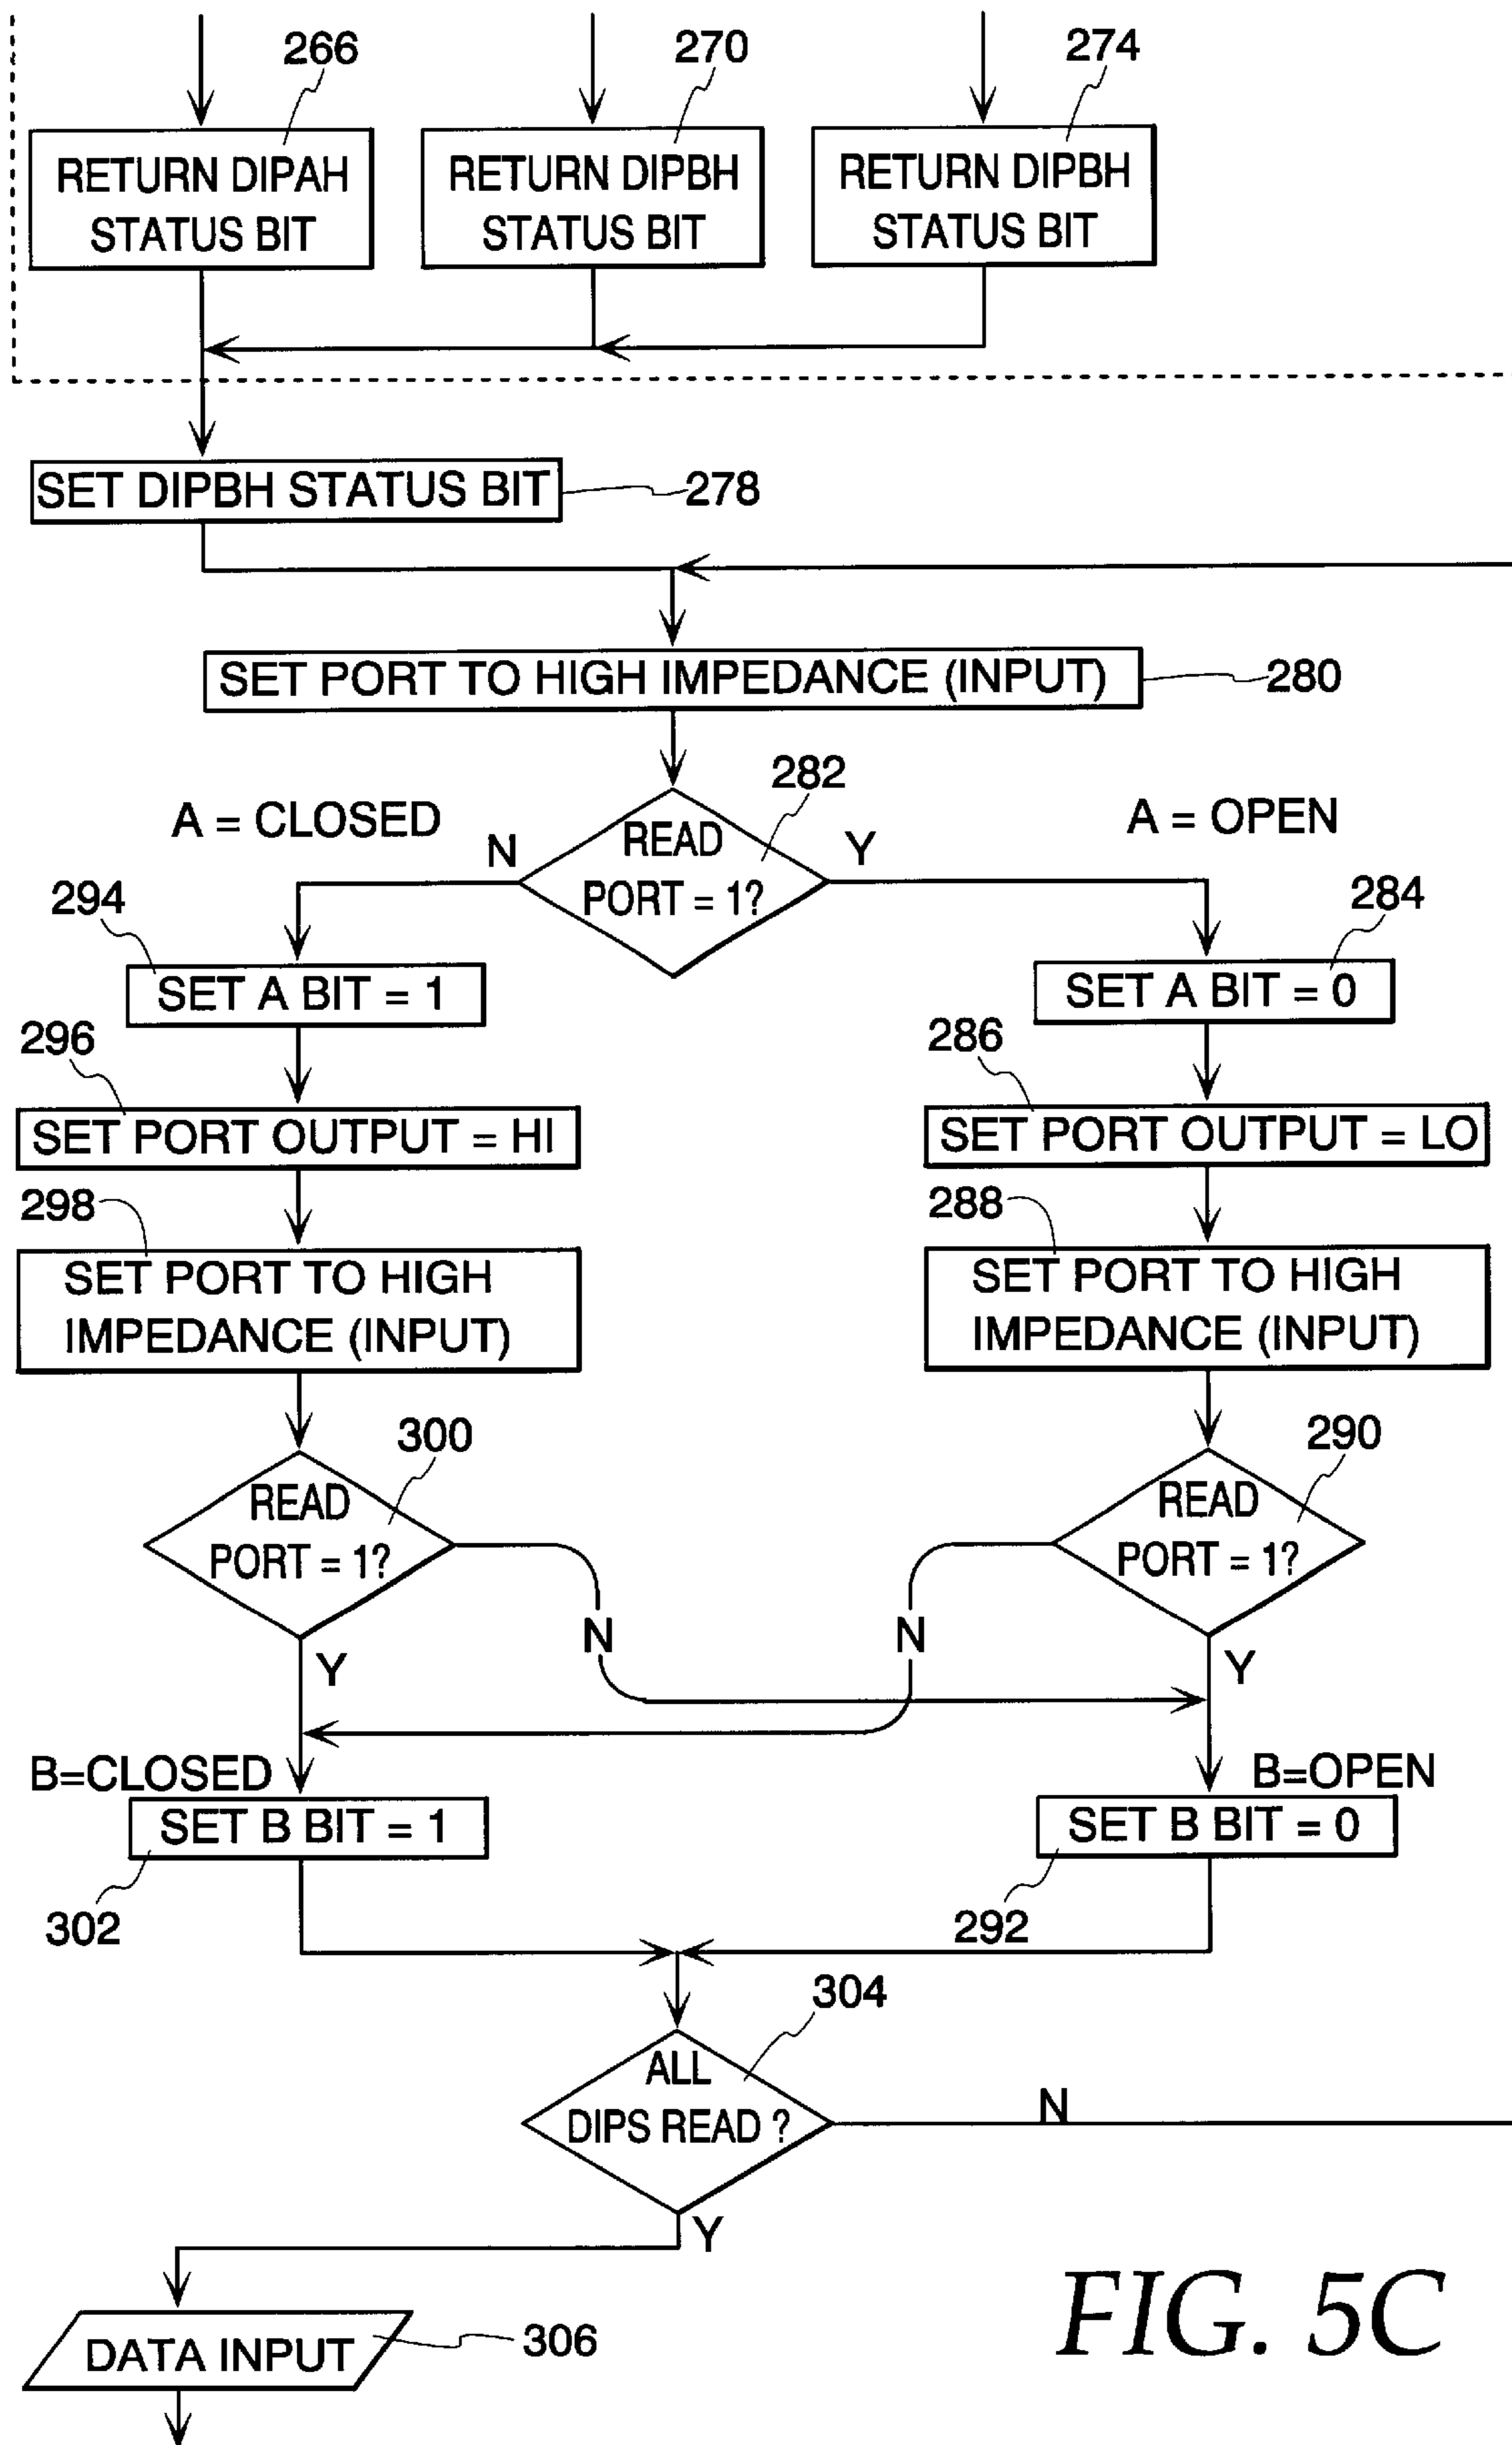 266
270
274
RETURN DIPAH
STATUS BIT
RETURN DIPBH
STATUS BIT
RETURN DIPBH
STATUS BIT
SET DIPBH STATUS BIT
278
SET PORT TO HIGH IMPEDANCE (INPUT)
280
282
A = CLOSED
N
READ
PORT = 1?
Y
A = OPEN
294
284
SET A BIT = 1
SET A BIT = 0
296
286
SET PORT OUTPUT = HI
SET PORT OUTPUT = LO
298
288
SET PORT TO HIGH
IMPEDANCE (INPUT)
SET PORT TO HIGH
IMPEDANCE (INPUT)
300
290
READ
PORT = 1?
READ
PORT = 1?
N
N
Y
Y
B=CLOSED
B=OPEN
SET B BIT = 1
SET B BIT = 0
302
292
304
ALL
DIPS READ ?
N
Y
DATA INPUT
306
FIG. 5C